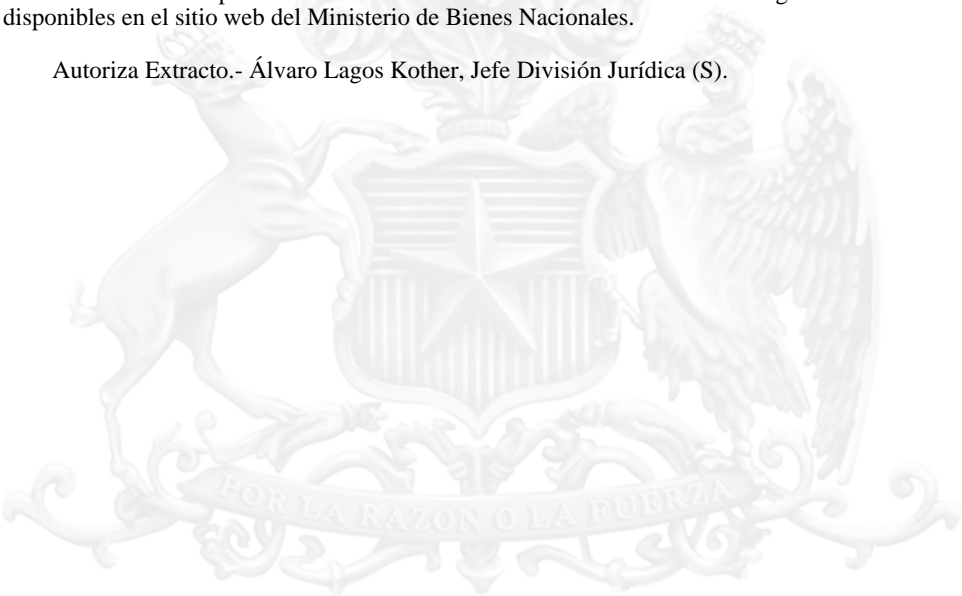 disponibles en el sitio web del Ministerio de Bienes Nacionales.
Autoriza Extracto.- Álvaro Lagos Kother, Jefe División Jurídica (S).
POR LA RAZON O LA FUERZA